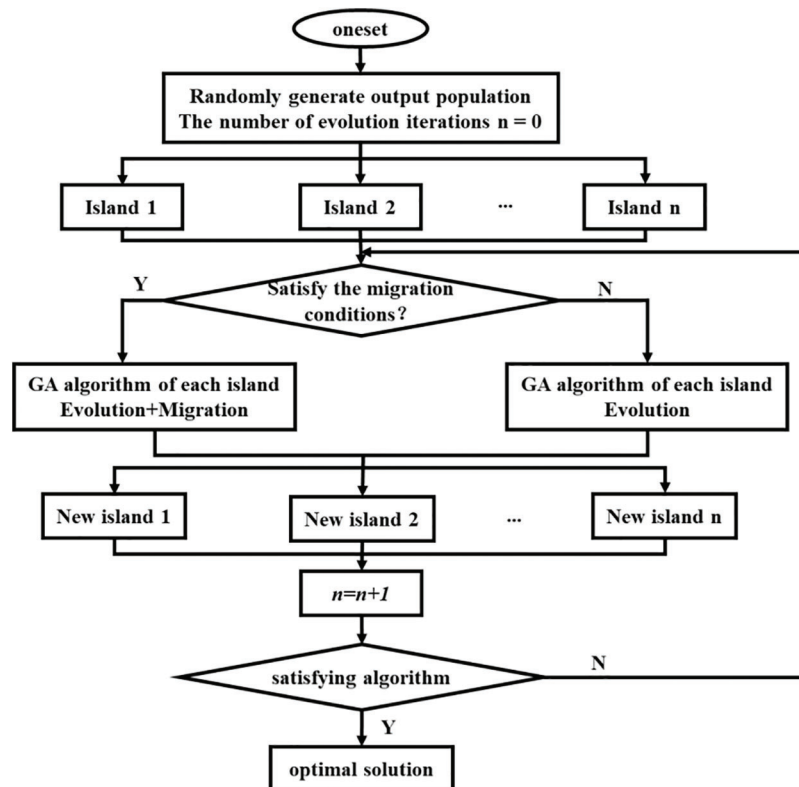 oneset
Randomly generate output population
The number of evolution iterations n = 0
Island 1
Island 2
...
Island n
Y
Satisfy the migration
conditions?
N
GA algorithm of each island
Evolution+Migration
GA algorithm of each island
Evolution
New island 1
New island 2
...
New island n
n=n+1
satisfying algorithm
N
Y
optimal solution